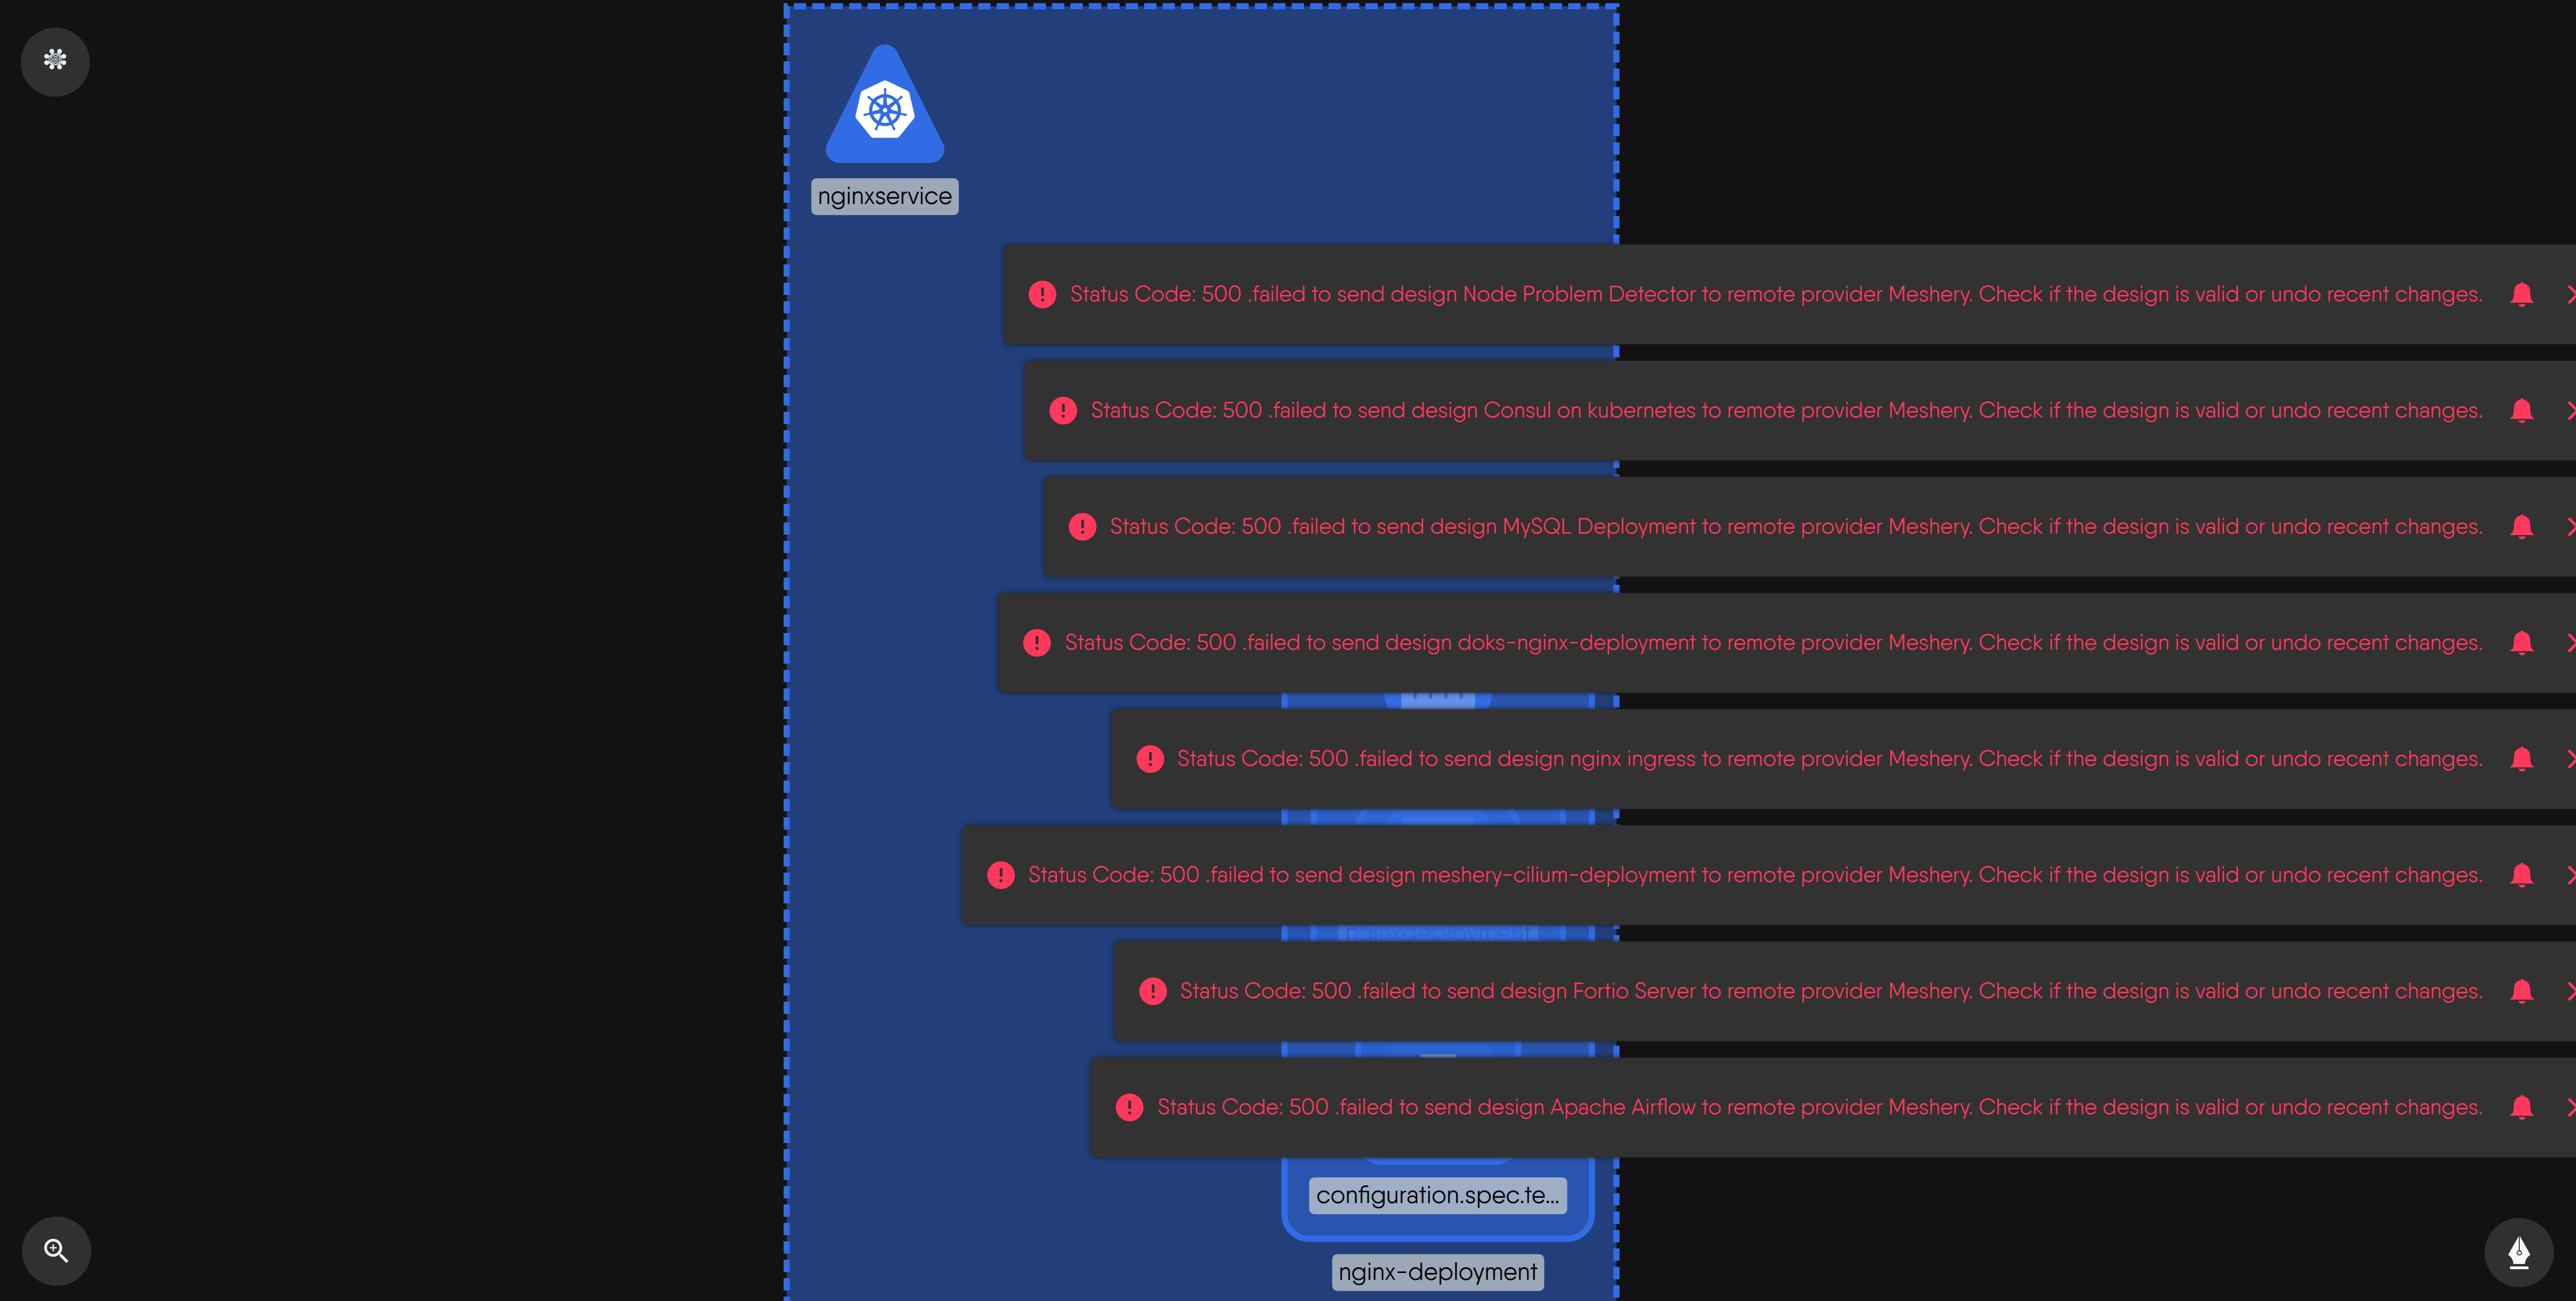 nginxservice
Status Code: 500 .failed to send design Node Problem Detector to remote provider Meshery. Check if the design is valid or undo recent changes.
Status Code: 500 .failed to send design Consul on kubernetes to remote provider Meshery. Check if the design is valid or undo recent changes.
Status Code: 500 .failed to send design MySQL Deployment to remote provider Meshery. Check if the design is valid or undo recent changes.
Status Code: 500 .failed to send design doks-nginx-deployment to remote provider Meshery. Check if the design is valid or undo recent changes.
Status Code: 500 .failed to send design nginx ingress to remote provider Meshery. Check if the design is valid or undo recent changes.
Status Code: 500 .failed to send design meshery-cilium-deployment to remote provider Meshery. Check if the design is valid or undo recent changes.
nginxdeployment
Status Code: 500 .failed to send design Fortio Server to remote provider Meshery. Check if the design is valid or undo recent changes.
Status Code: 500 .failed to send design Apache Airflow to remote provider Meshery. Check if the design is valid or undo recent changes.
configuration.spec.te...
nginx-deployment